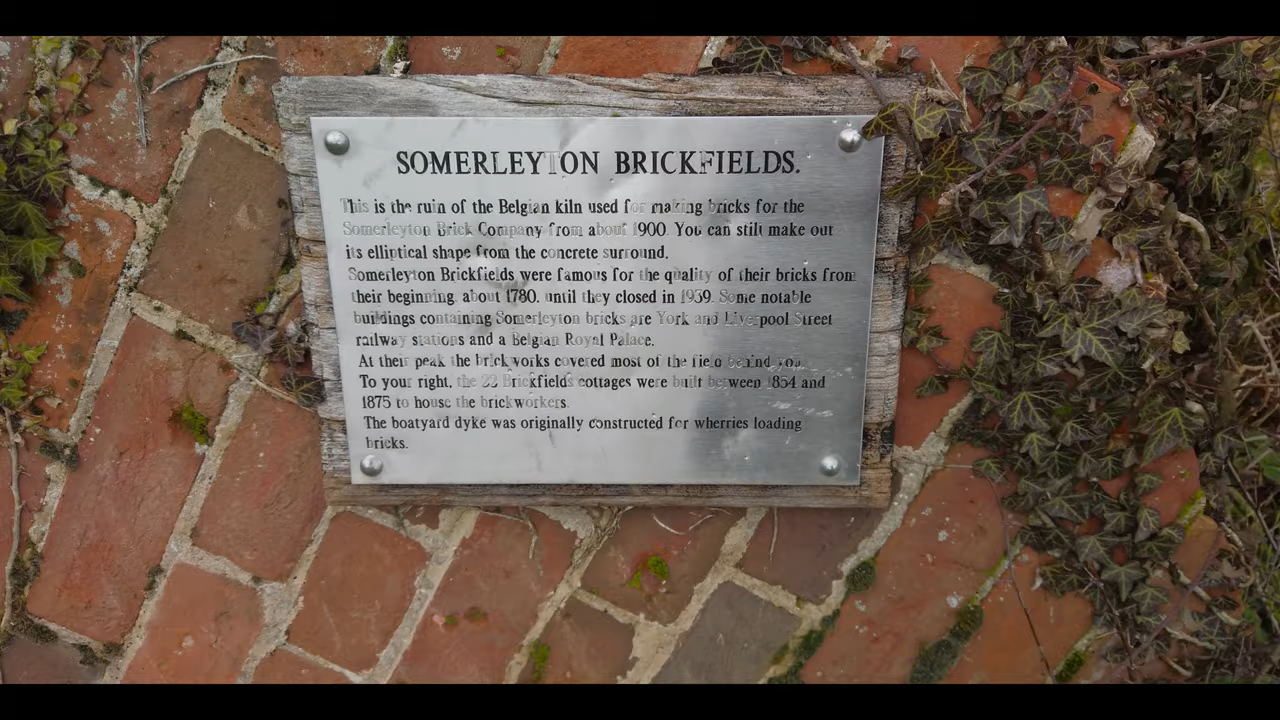 SOMERLEYTON BRICKFIELDS.
This is the ruin of the Belgian kiln used for making bricks for the
Somerleyton Brick Company from about 1900. You can still make out
its elliptical shape from the concrete surround.
Somerleyton Brickfields were famous for the quality of their bricks from
their beginning, about 1780, until they closed in 1939. Some notable
buildings containing Somerleyton bricks are York and Liverpool Street
railway stations and a Belgian Royal Palace.
At their peak the brickworks covered most of the field behind you.
To your right, the 22 Brickfields cottages were built between 1854 and
1875 to house the brickworkers.
The boatyard dyke was originally constructed for wherries loading
bricks.